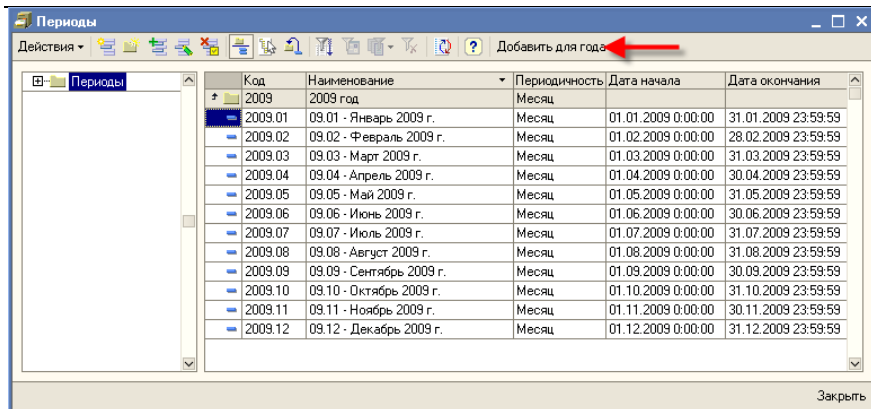 Периоды
Действия Добавить для года
Периоды
Код Наименование Периодичность Дата начала Дата окончания
2009 2009 год Месяц
2009.01 09.01 - Январь 2009 г. Месяц 01.01.2009 0:00:00 31.01.2009 23:59:59
2009.02 09.02 - Февраль 2009 г. Месяц 01.02.2009 0:00:00 28.02.2009 23:59:59
2009.03 09.03 - Март 2009 г. Месяц 01.03.2009 0:00:00 31.03.2009 23:59:59
2009.04 09.04 - Апрель 2009 г. Месяц 01.04.2009 0:00:00 30.04.2009 23:59:59
2009.05 09.05 - Май 2009 г. Месяц 01.05.2009 0:00:00 31.05.2009 23:59:59
2009.06 09.06 - Июнь 2009 г. Месяц 01.06.2009 0:00:00 30.06.2009 23:59:59
2009.07 09.07 - Июль 2009 г. Месяц 01.07.2009 0:00:00 31.07.2009 23:59:59
2009.08 09.08 - Август 2009 г. Месяц 01.08.2009 0:00:00 31.08.2009 23:59:59
2009.09 09.09 - Сентябрь 2009 г. Месяц 01.09.2009 0:00:00 30.09.2009 23:59:59
2009.10 09.10 - Октябрь 2009 г. Месяц 01.10.2009 0:00:00 31.10.2009 23:59:59
2009.11 09.11 - Ноябрь 2009 г. Месяц 01.11.2009 0:00:00 30.11.2009 23:59:59
2009.12 09.12 - Декабрь 2009 г. Месяц 01.12.2009 0:00:00 31.12.2009 23:59:59
Закрыть